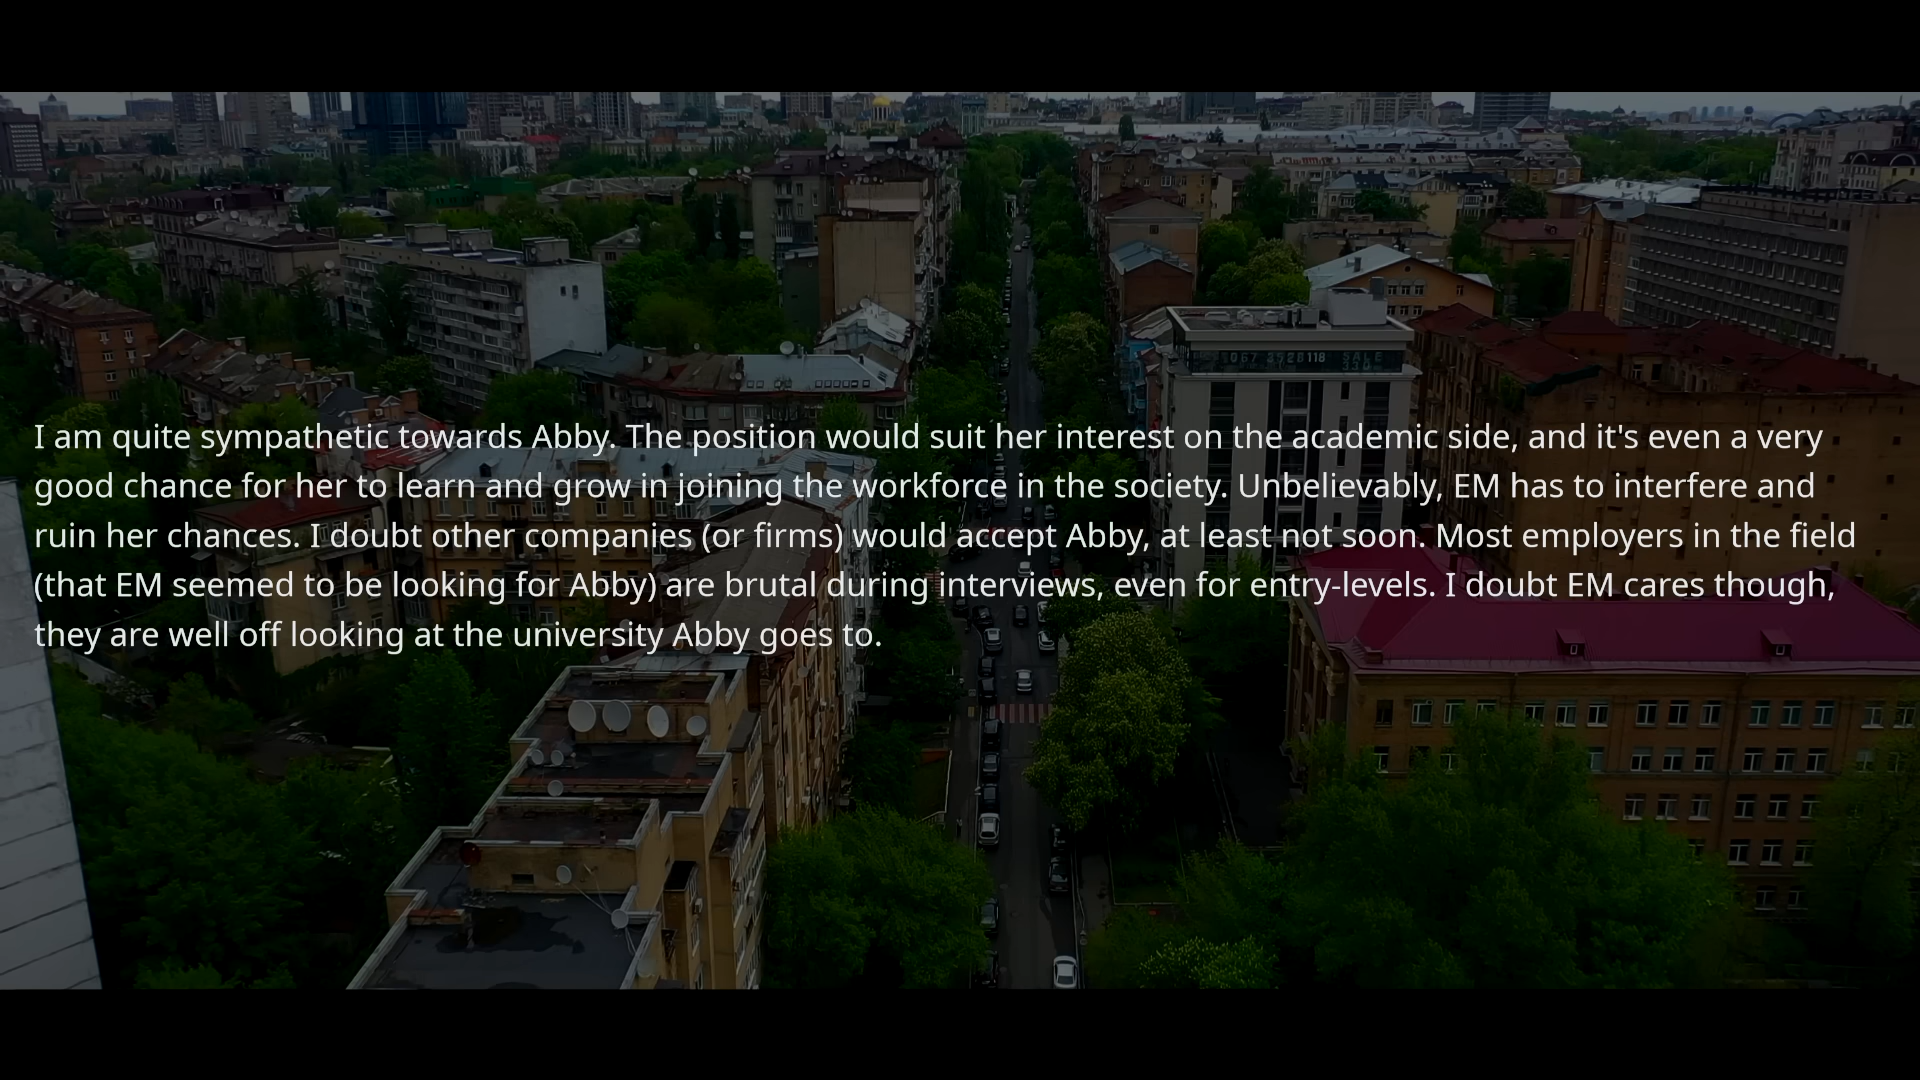 067 3528118 SALE
I am quite sympathetic towards Abby. The position would suit her interest on the academic side, and it's even a very
good chance for her to learn and grow in joining the workforce in the society. Unbelievably, EM has to interfere and
ruin her chances. I doubt other companies (or firms) would accept Abby, at least not soon. Most employers in the field
(that EM seemed to be looking for Abby) are brutal during interviews, even for entry-levels. I doubt EM cares though,
they are well off looking at the university Abby goes to.